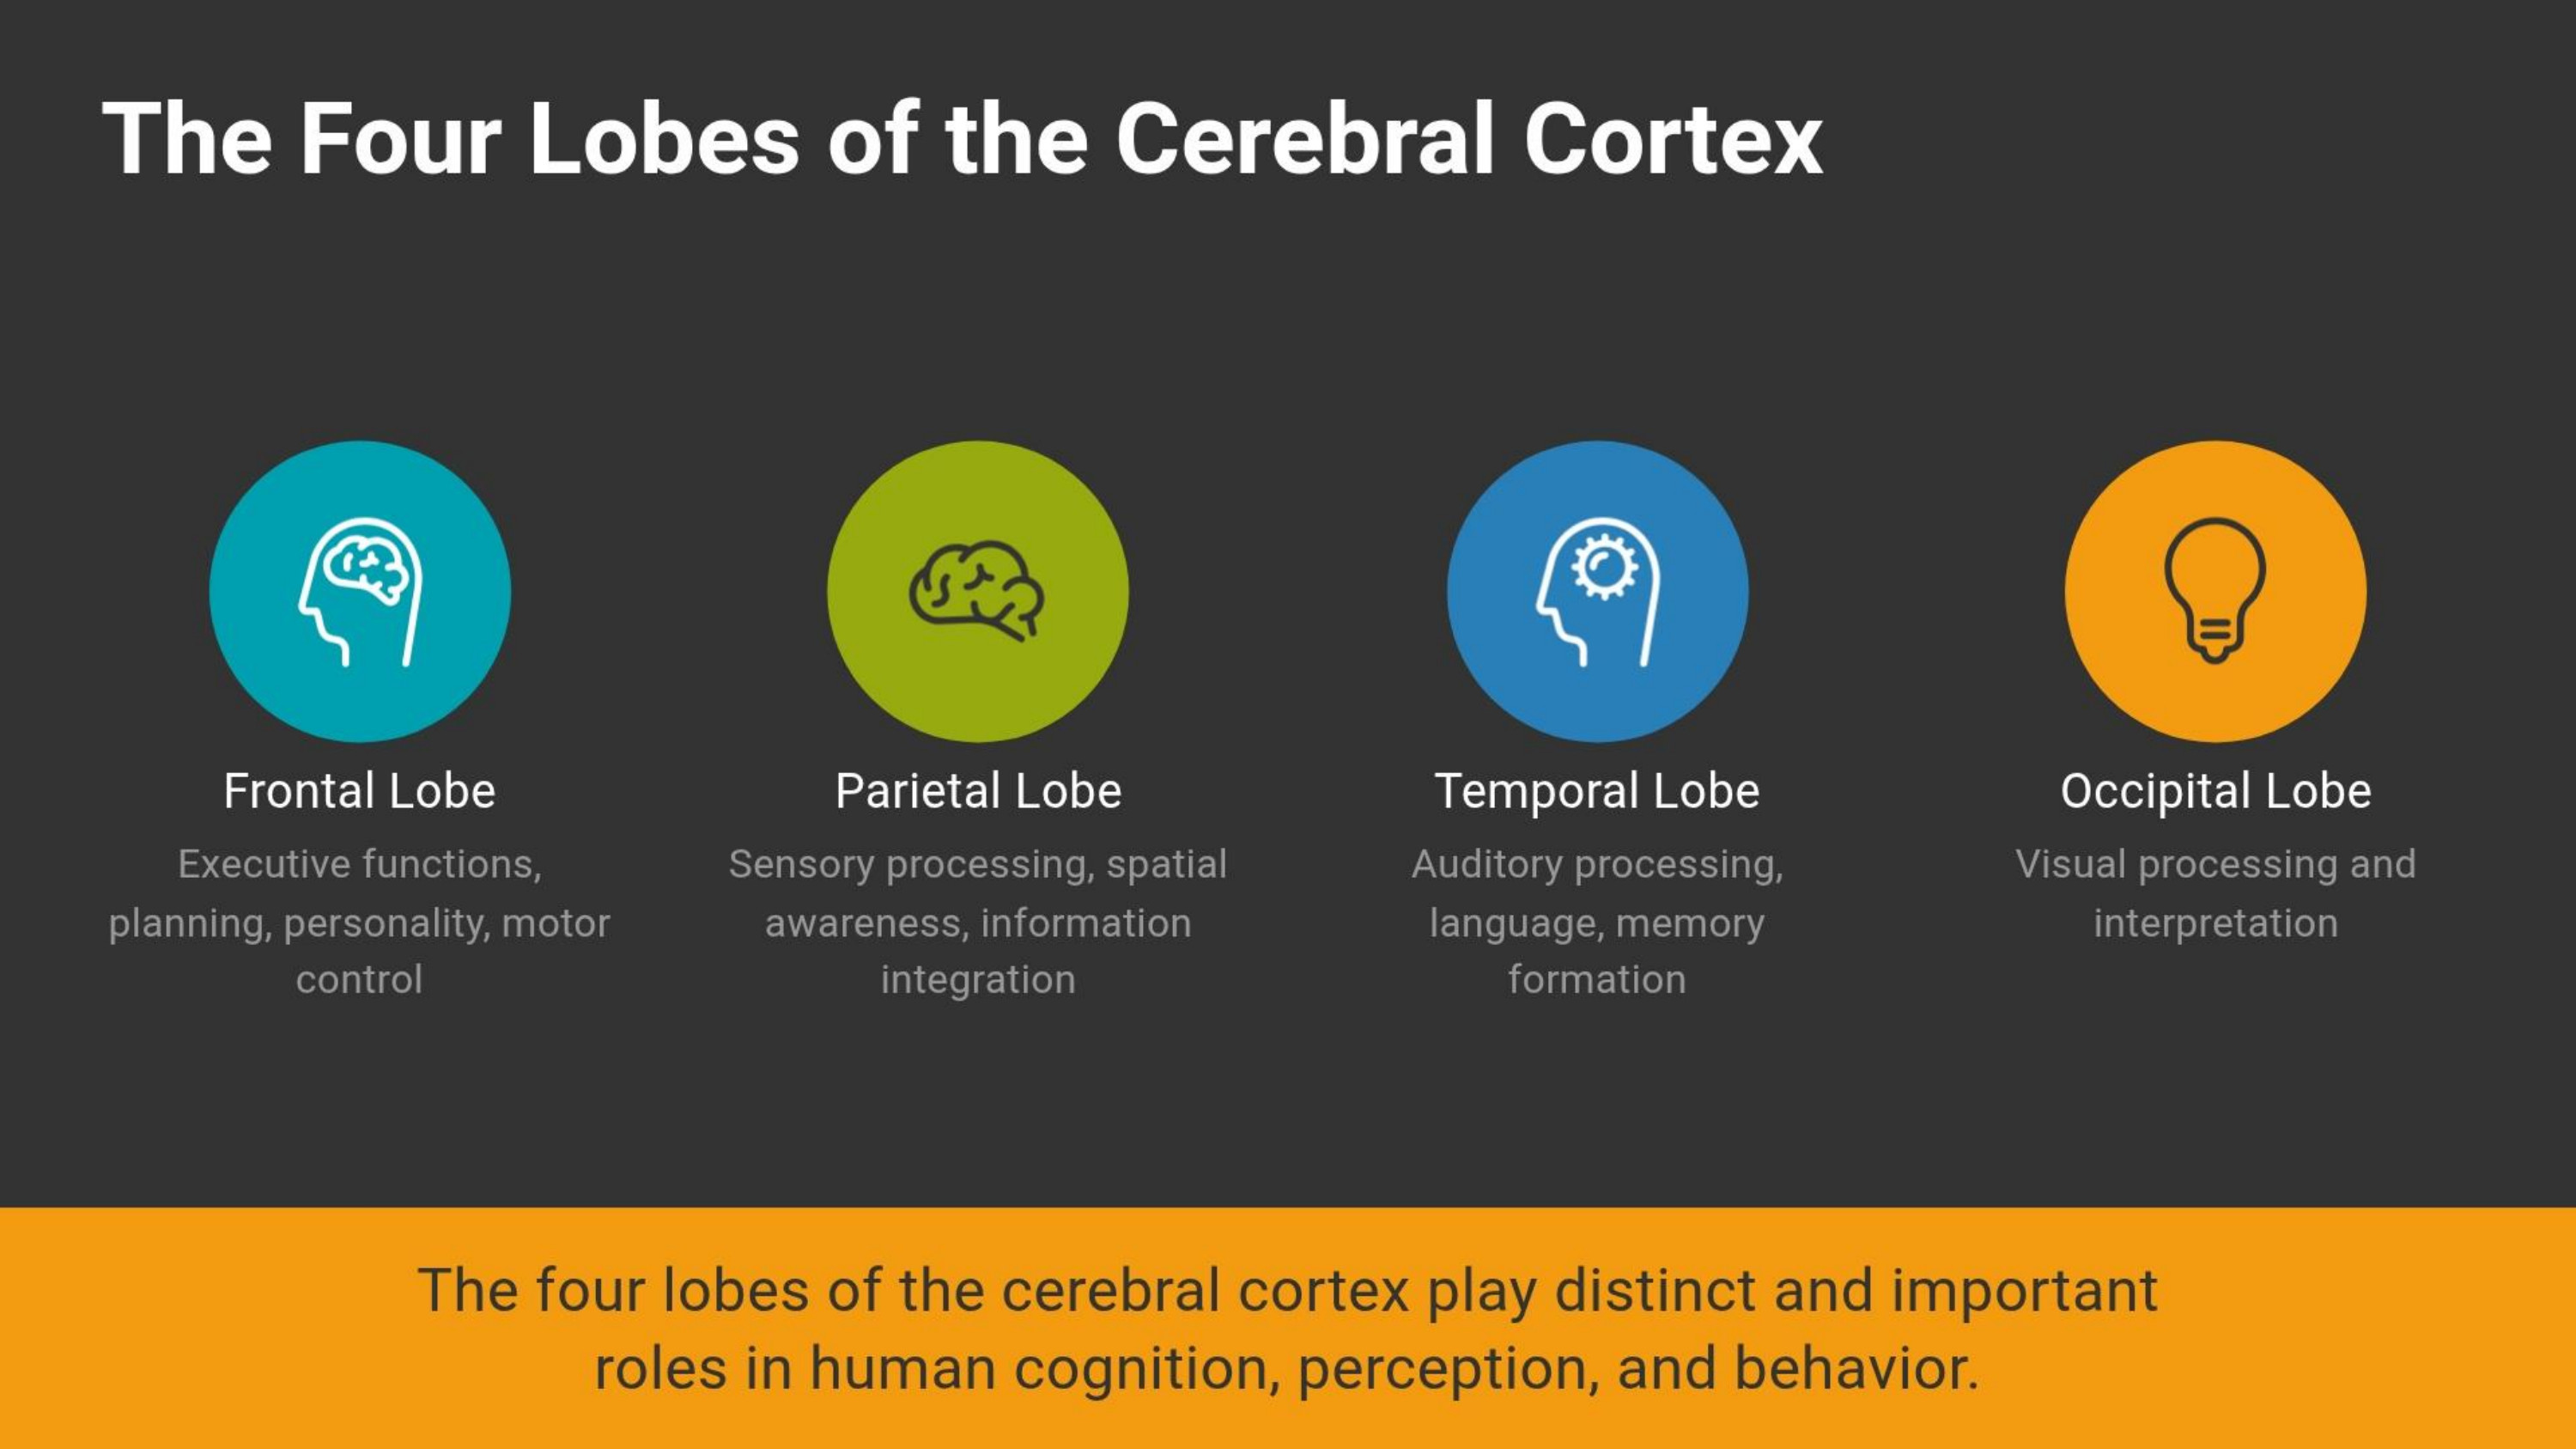 The Four Lobes of the Cerebral Cortex
Frontal Lobe
Executive functions,
planning, personality, motor
control
Parietal Lobe
Sensory processing, spatial
awareness, information
integration
Temporal Lobe
Auditory processing,
language, memory
formation
Occipital Lobe
Visual processing and
interpretation
The four lobes of the cerebral cortex play distinct and important
roles in human cognition, perception, and behavior.